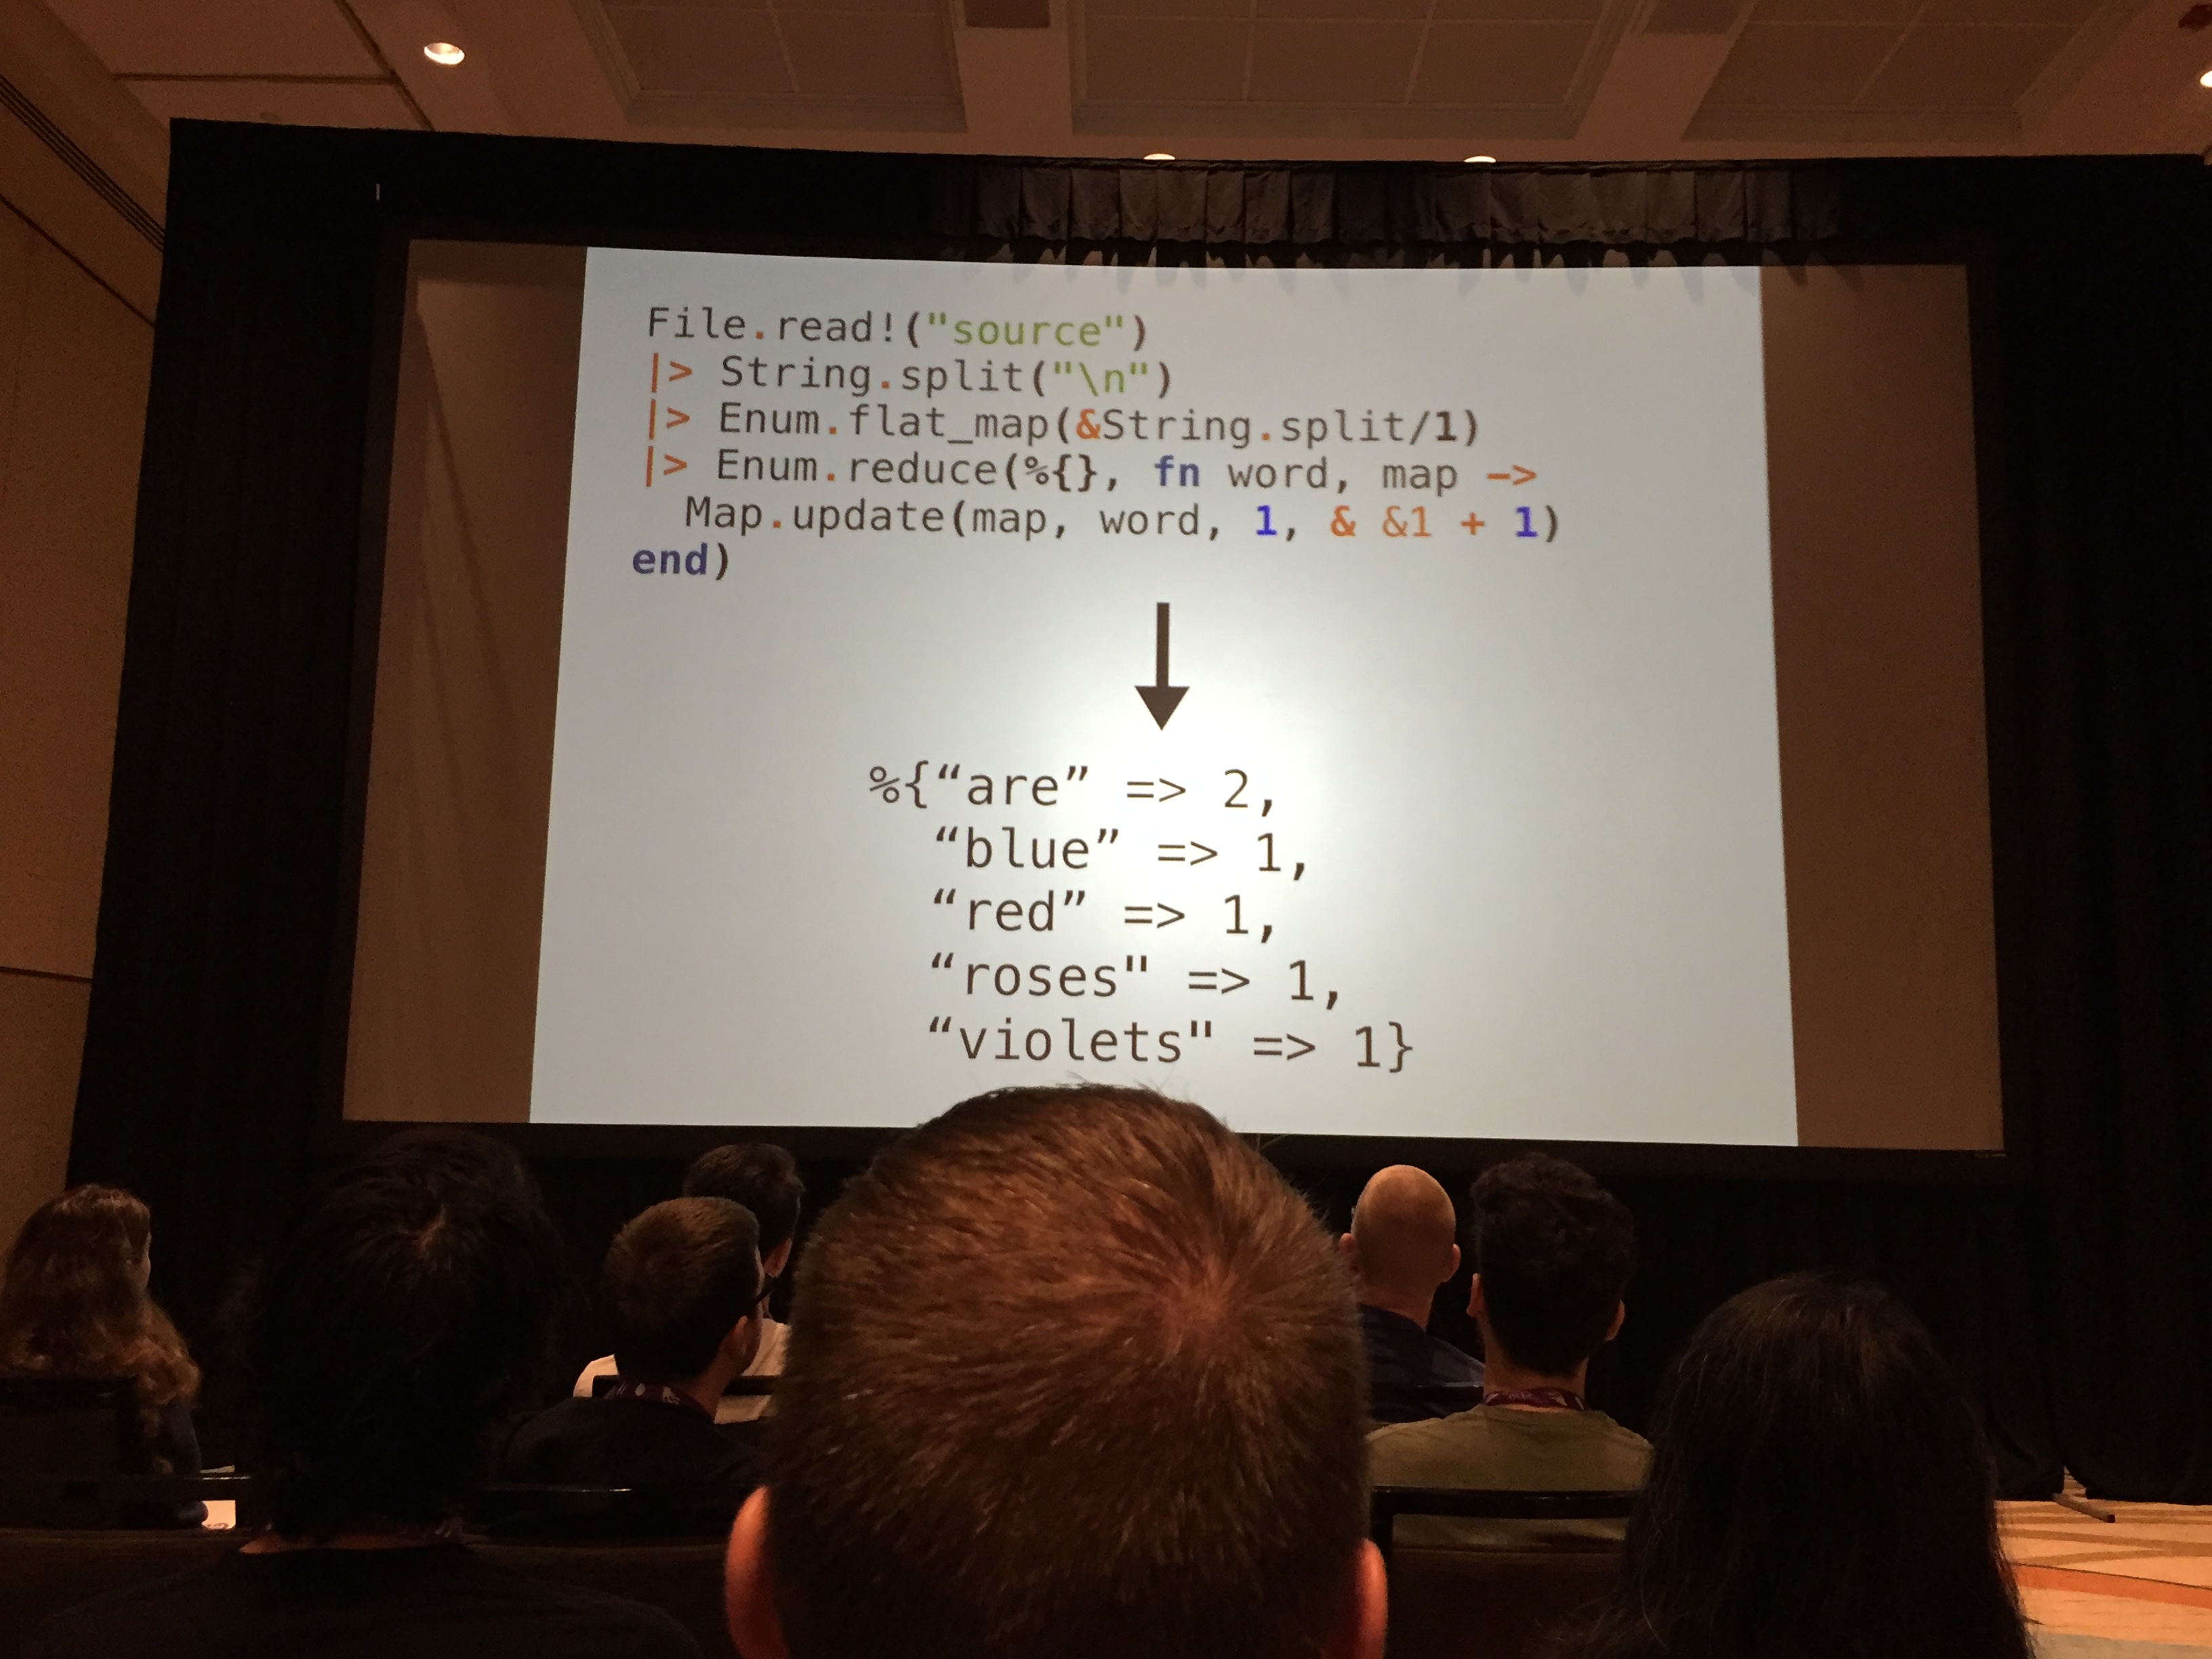 File.read!("source")
|> String.split("\n")
|> Enum.flat_map(&String.split/1)
|> Enum.reduce(%{}, fn word, map ->
Map.update(map, word, 1, & &1 + 1)
end)
%{“are” => 2,
“blue” => 1,
“red” => 1,
“roses" => 1,
“violets" => 1}